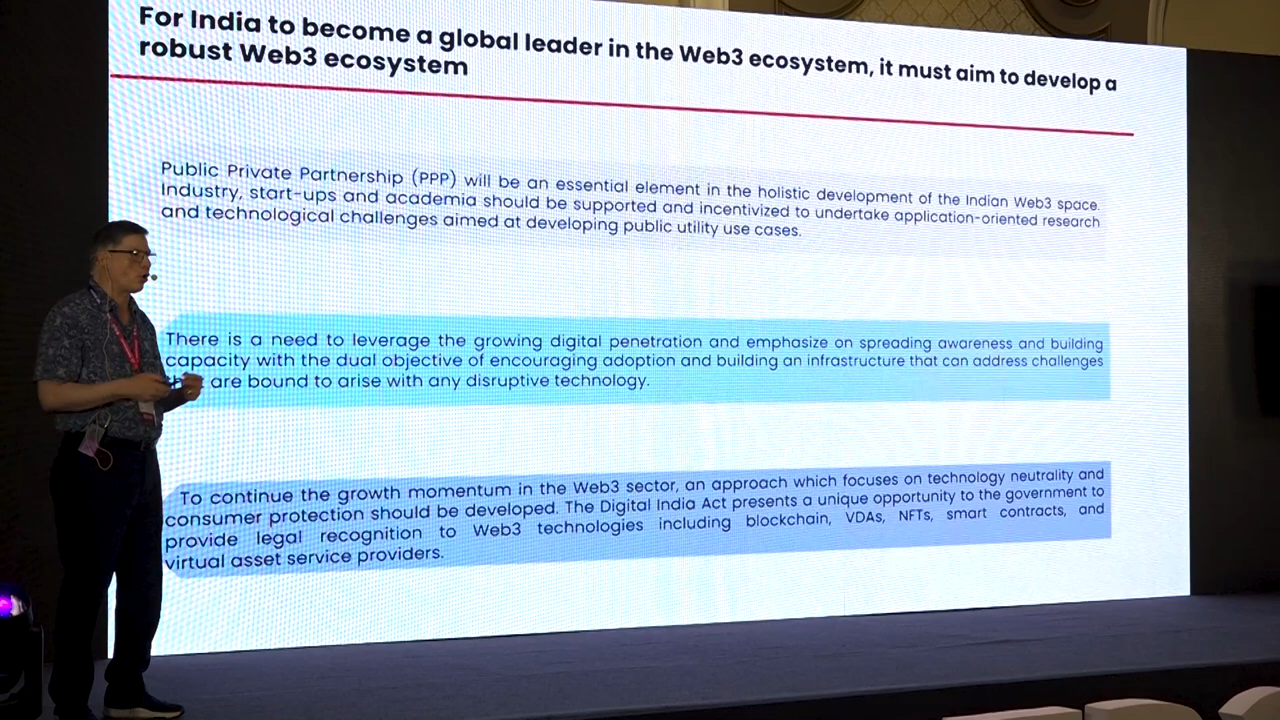 For India to become a global leader in the Web3 ecosystem, it must aim to develop a
robust Web3 ecosystem
Public Private Partnership (PPP) will be an essential element in the holistic development of the Indian Web3 space.
Industry, start-ups and academia should be supported and incentivized to undertake application-oriented research
and technological challenges aimed at developing public utility use cases.
There is a need to leverage the growing digital penetration and emphasize on spreading awareness and building
capacity with the dual objective of encouraging adoption and building an infrastructure that can address challenges
are bound to arise with any disruptive technology.
To continue the growth momentum in the Web3 sector, an approach which focuses on technology neutrality and
consumer protection should be developed. The Digital India Act presents a unique opportunity to the government to
provide legal recognition to Web3 technologies including blockchain, VDAs, NFTs, smart contracts, and
virtual asset service providers.